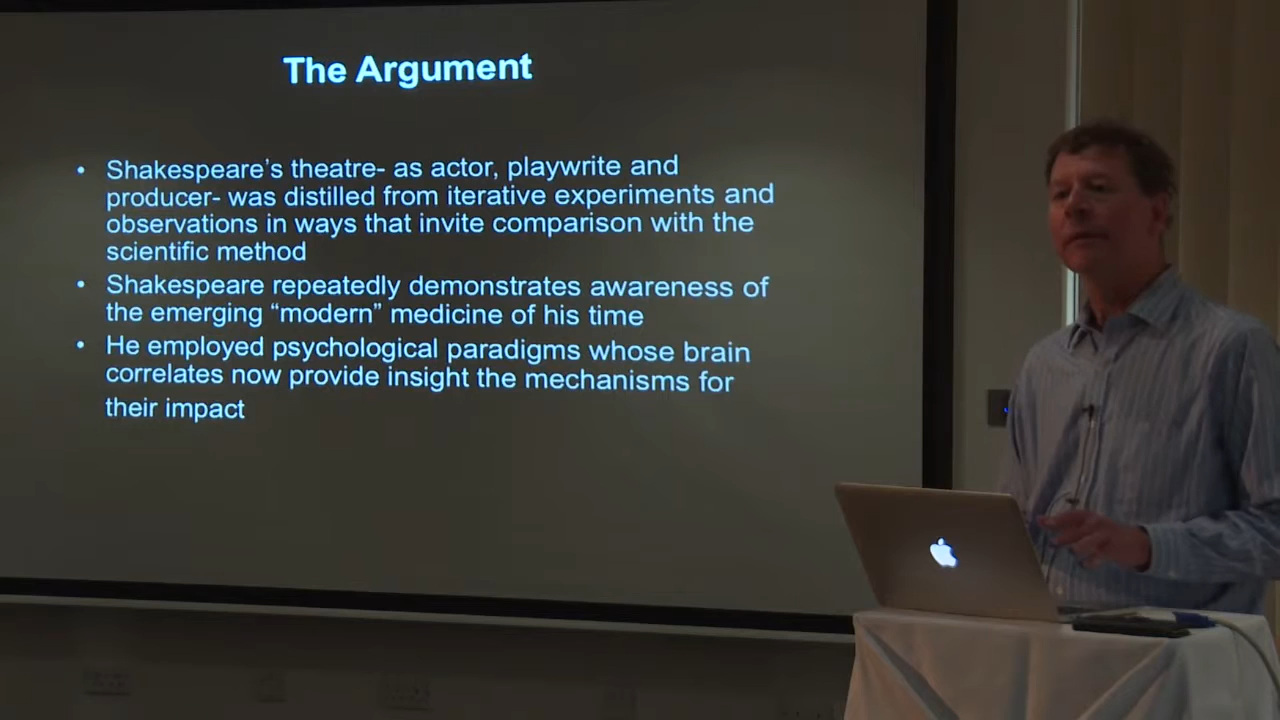 The Argument
• Shakespeare's theatre- as actor, playwrite and
producer- was distilled from iterative experiments and
observations in ways that invite comparison with the
scientific method
• Shakespeare repeatedly demonstrates awareness of
the emerging “modern” medicine of his time
• He employed psychological paradigms whose brain
correlates now provide insight the mechanisms for
their impact